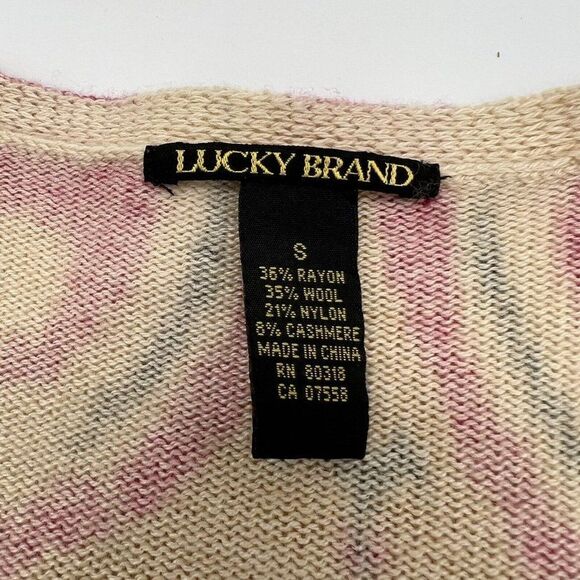 LUCKY BRAND
S
36% RAYON
35% WOOL
21% NYLON
8% CASHMERE
MADE IN CHINA
RN 80318
CA 07558